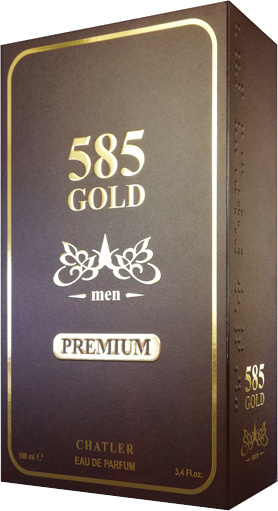 585
GOLD
men
PREMIUM
CHATLER
100 ml ℮
EAU DE PARFUM
3,4 Fl.oz.
585
GOLD